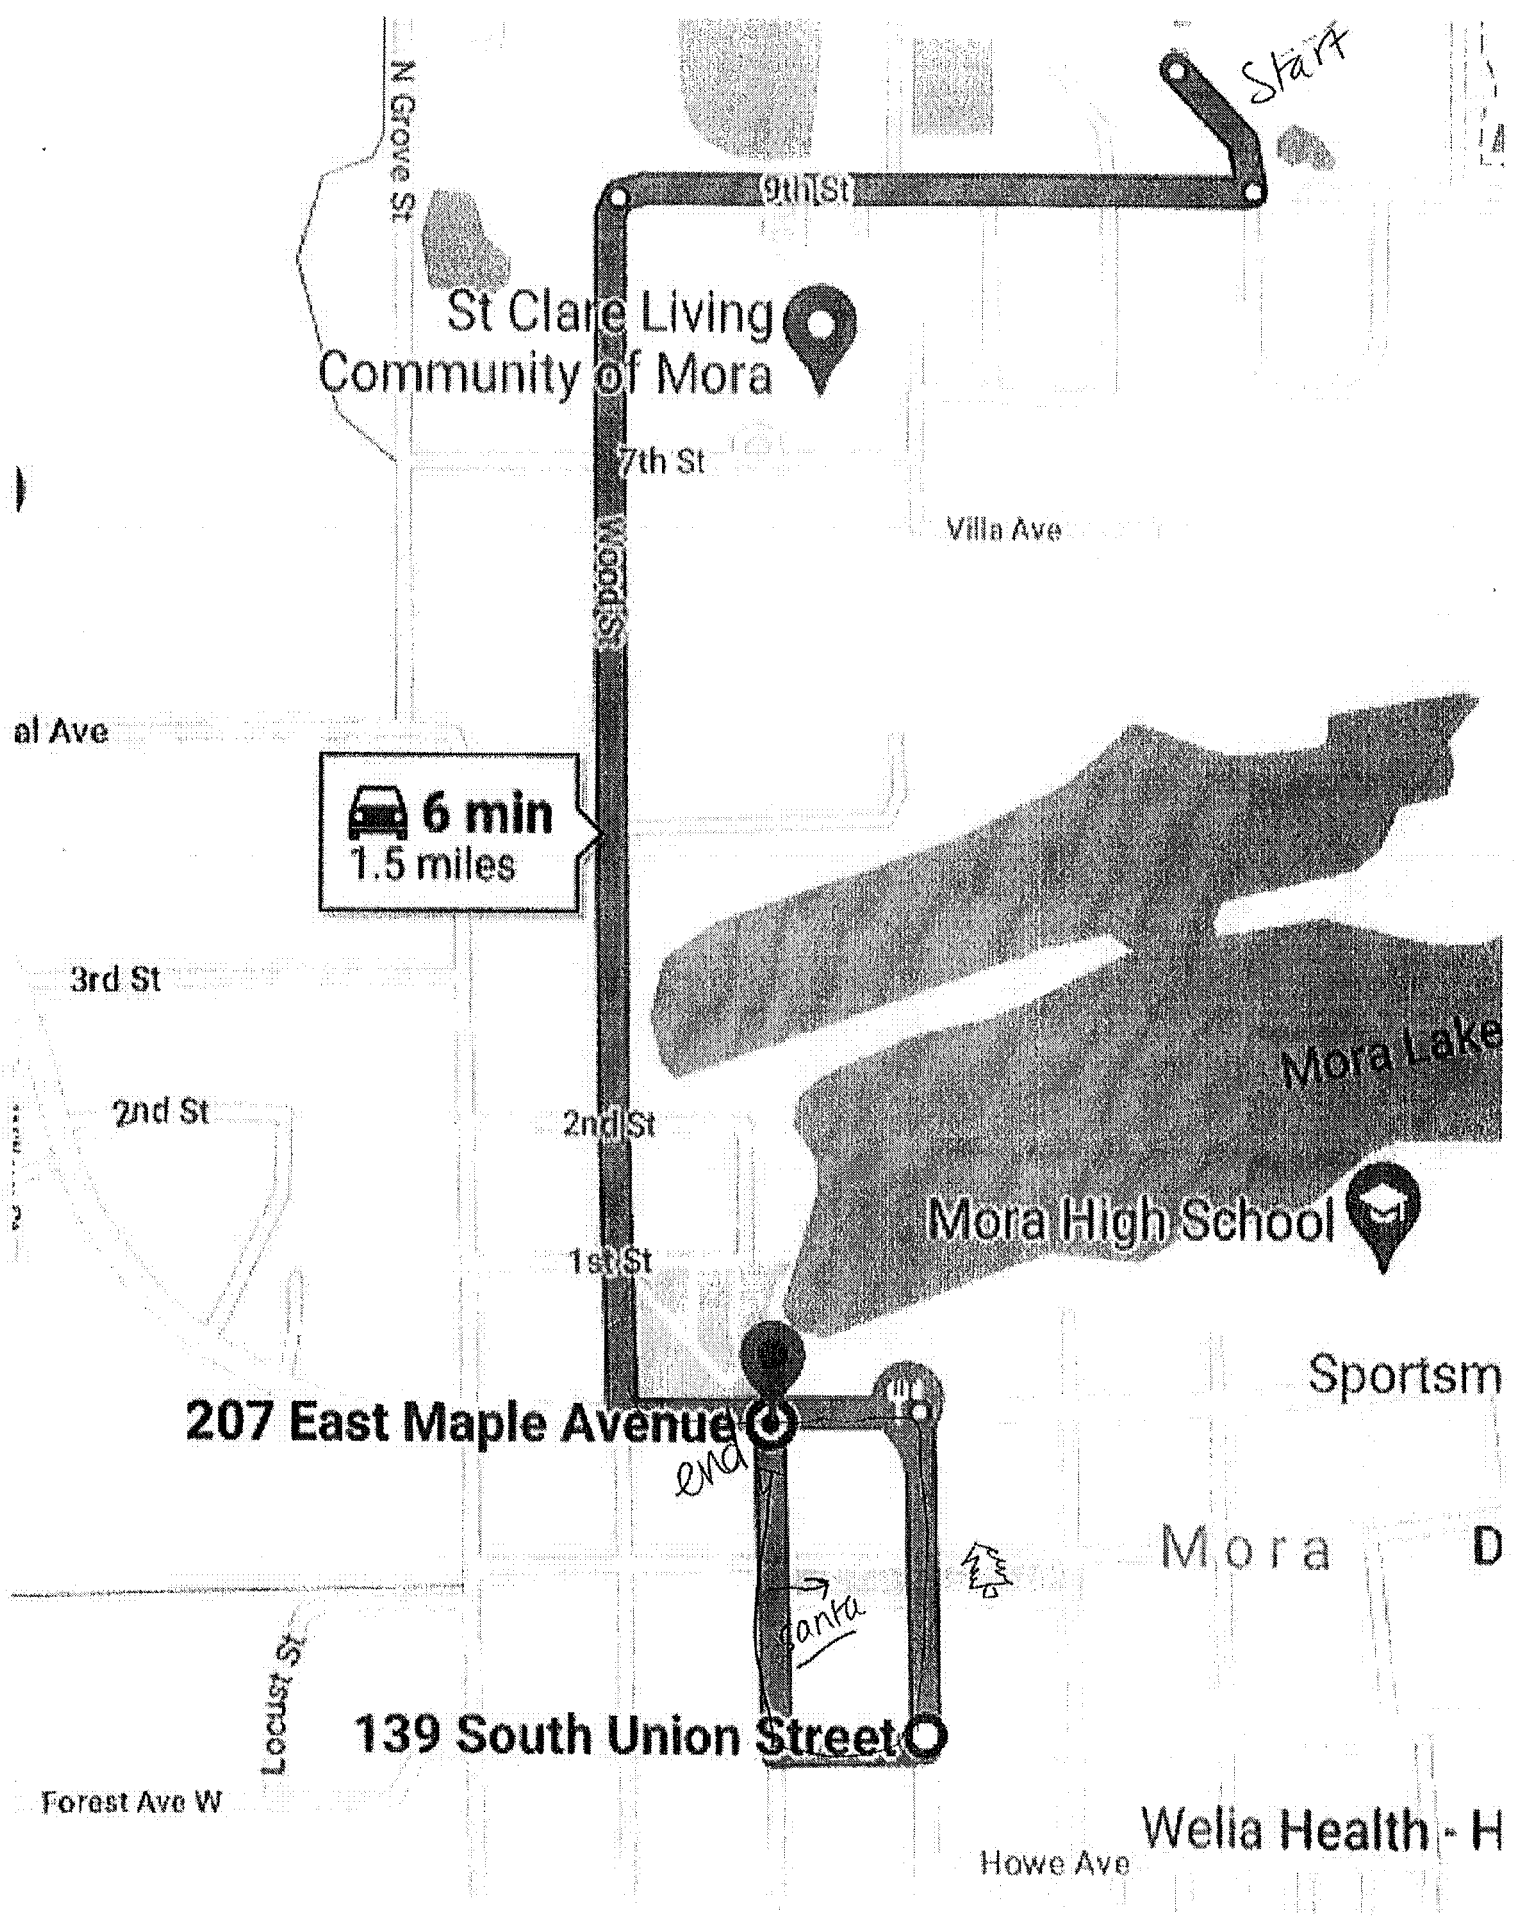 Start
N Grove St
9th St
St Clare Living
Community of Mora
7th St
Villa Ave
Wood St
al Ave
6 min
1.5 miles
3rd St
Mora Lake
2nd St
2nd St
Mora High School
1st St
Sportsm
207 East Maple Avenue
end
Mora
D
santa
Locust St
139 South Union Street
Forest Ave W
Welia Health - H
Howe Ave